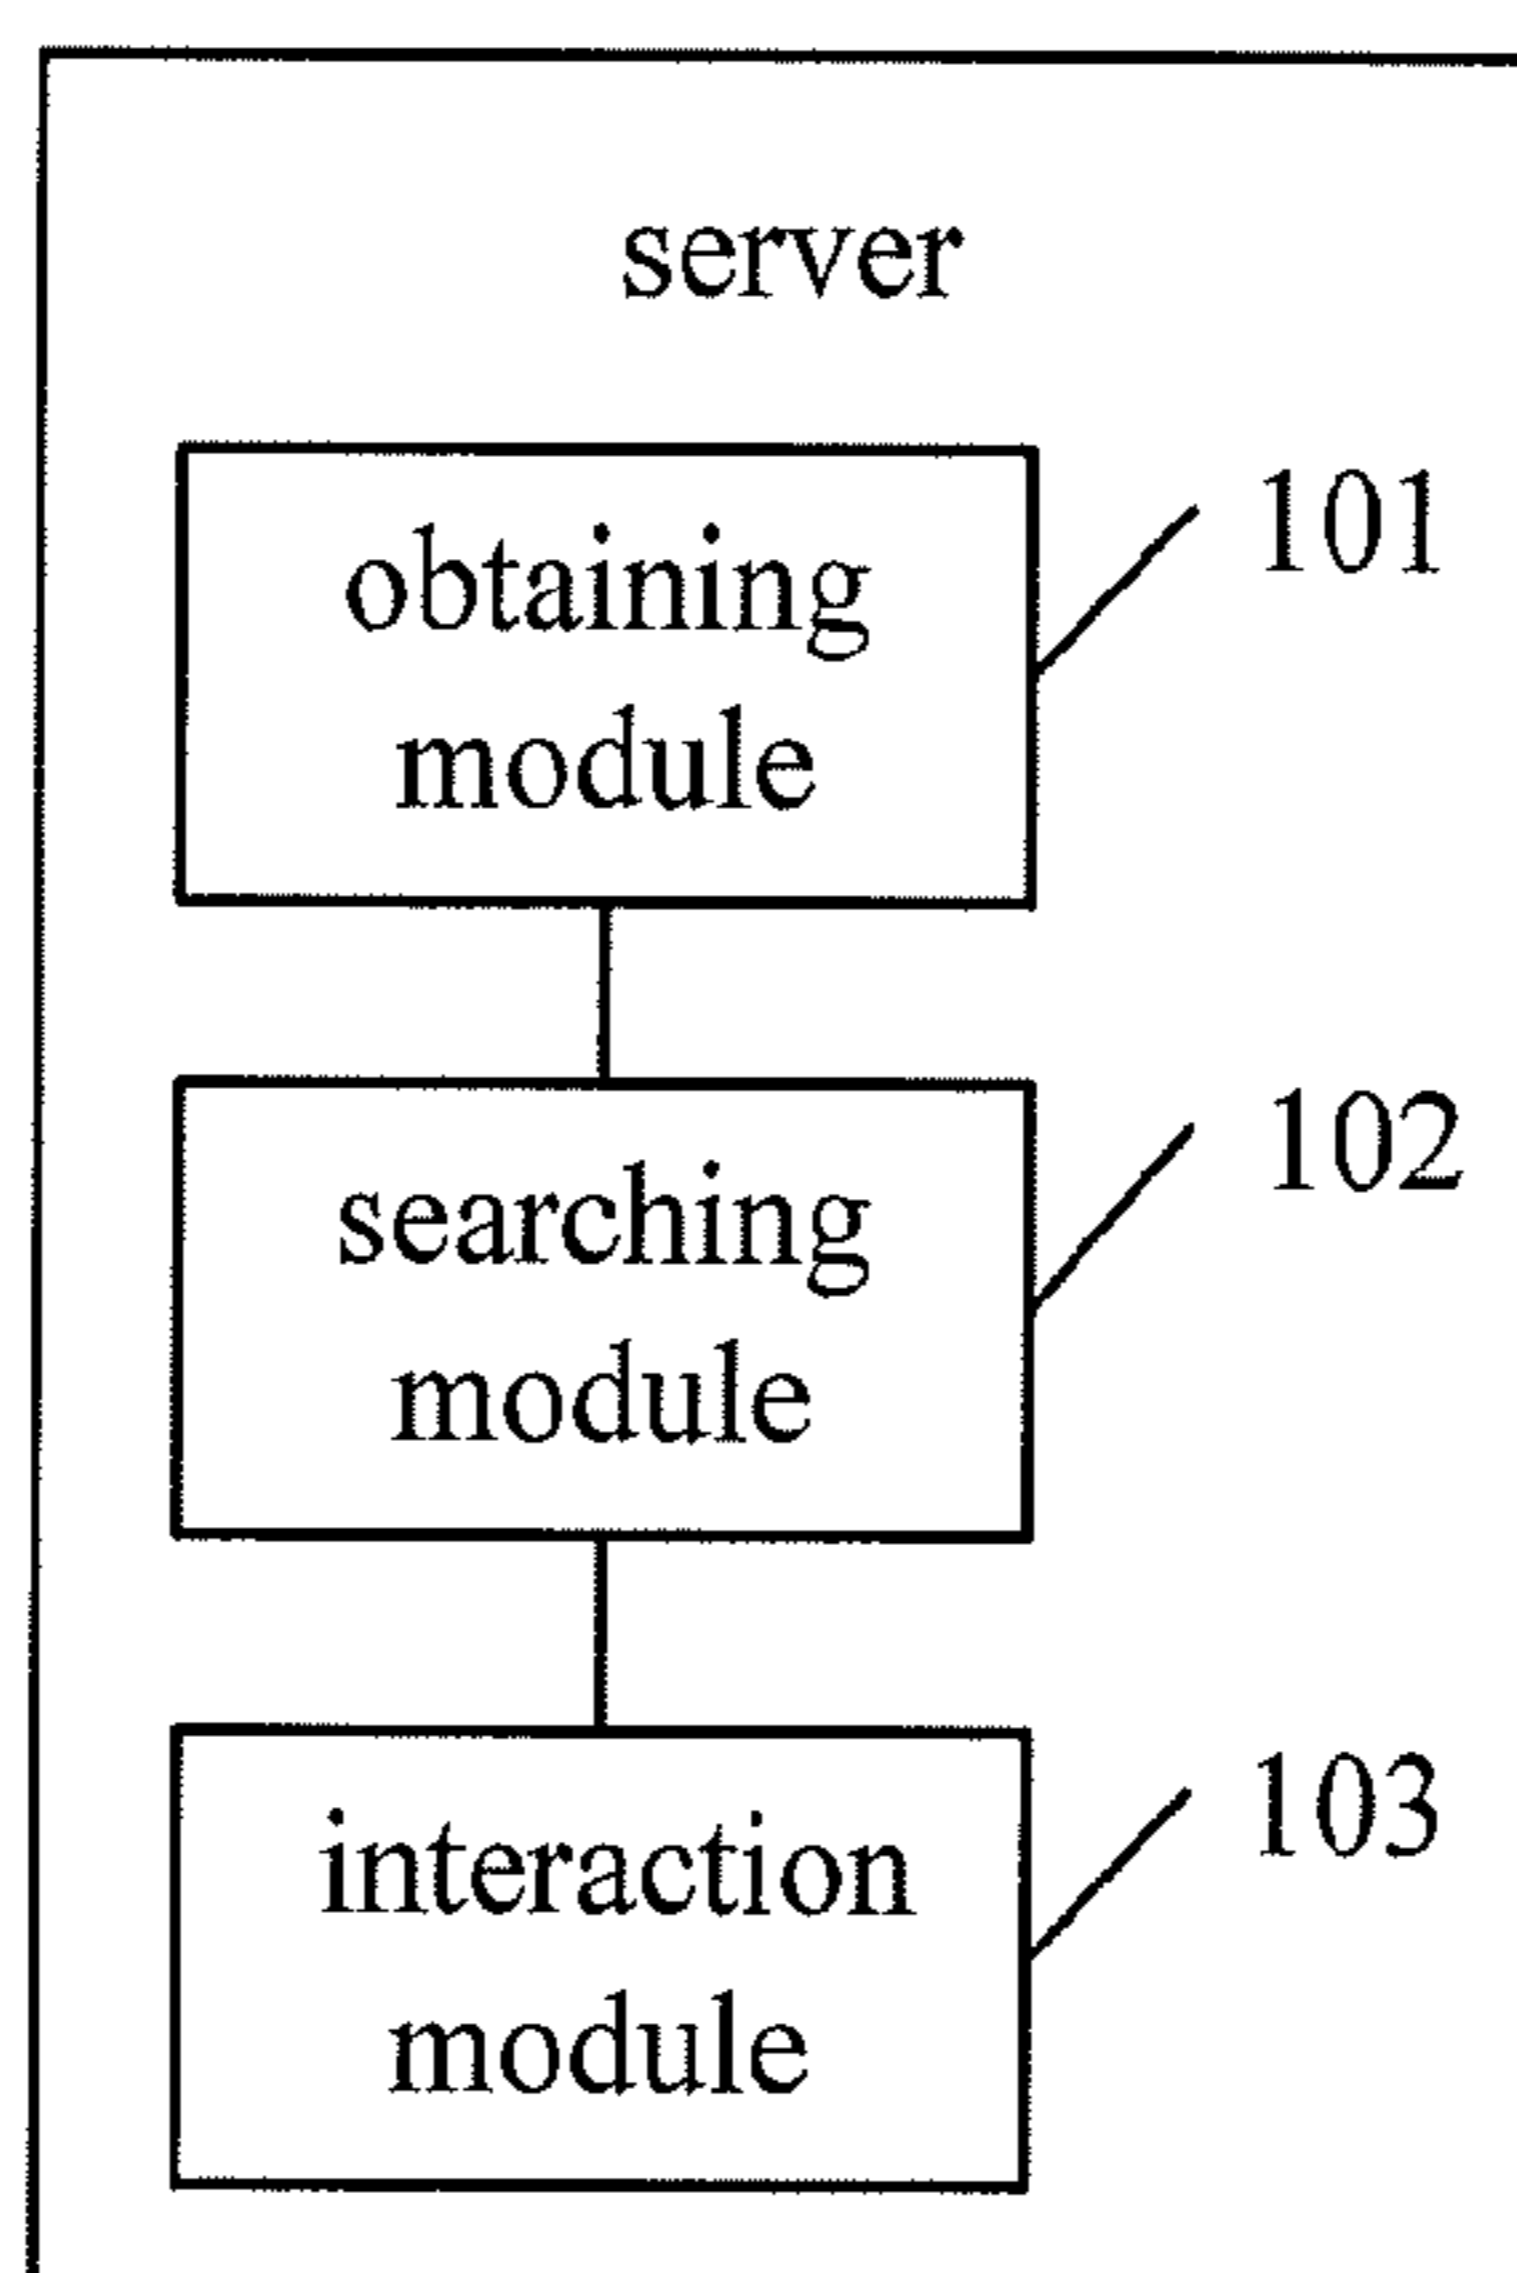 server
obtaining
module
101
searching
module
102
interaction
module
103